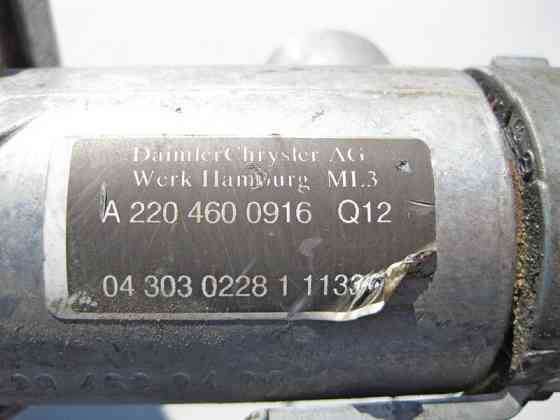 DaimlerChrysler AG
Werk Hamburg ML3
A 220 460 0916 Q12
04 303 0228 1 1133